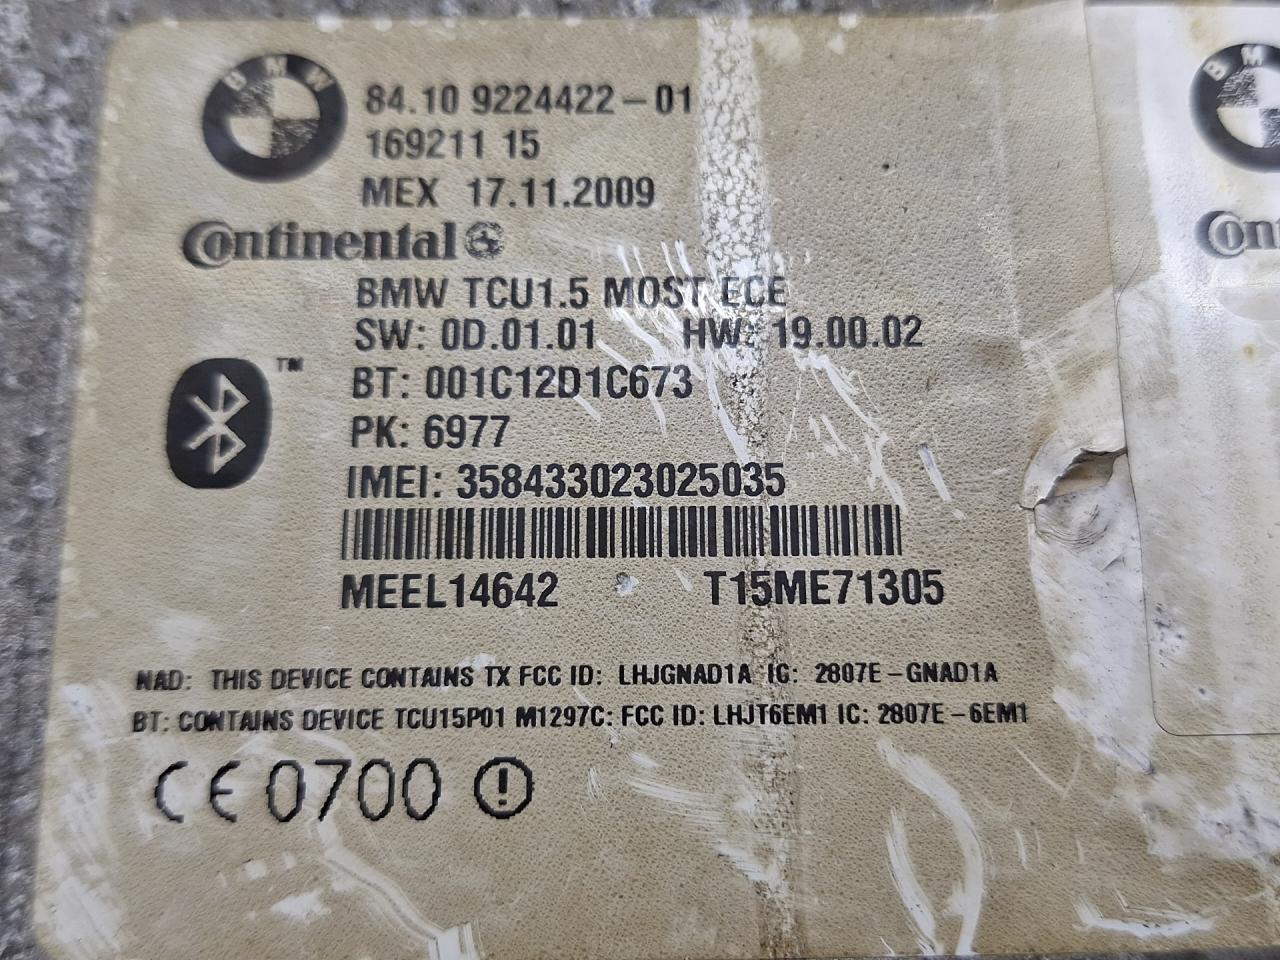 BMW
84.10 9224422-01
169211 15
MEX 17.11.2009
Continental
BMW TCU1.5 MOST ECE
SW: 0D.01.01 HW: 19.00.02
BT: 001C12D1C673
TM
PK: 6977
IMEI: 358433023025035
MEEL14642 T15ME71305
NAD: THIS DEVICE CONTAINS TX FCC ID: LHJGNAD1A IC: 2807E-GNAD1A
BT: CONTAINS DEVICE TCU15P01 M1297C: FCC ID: LHJT6EM1 IC: 2807E-6EM1
CE 0700 !
BM
Con